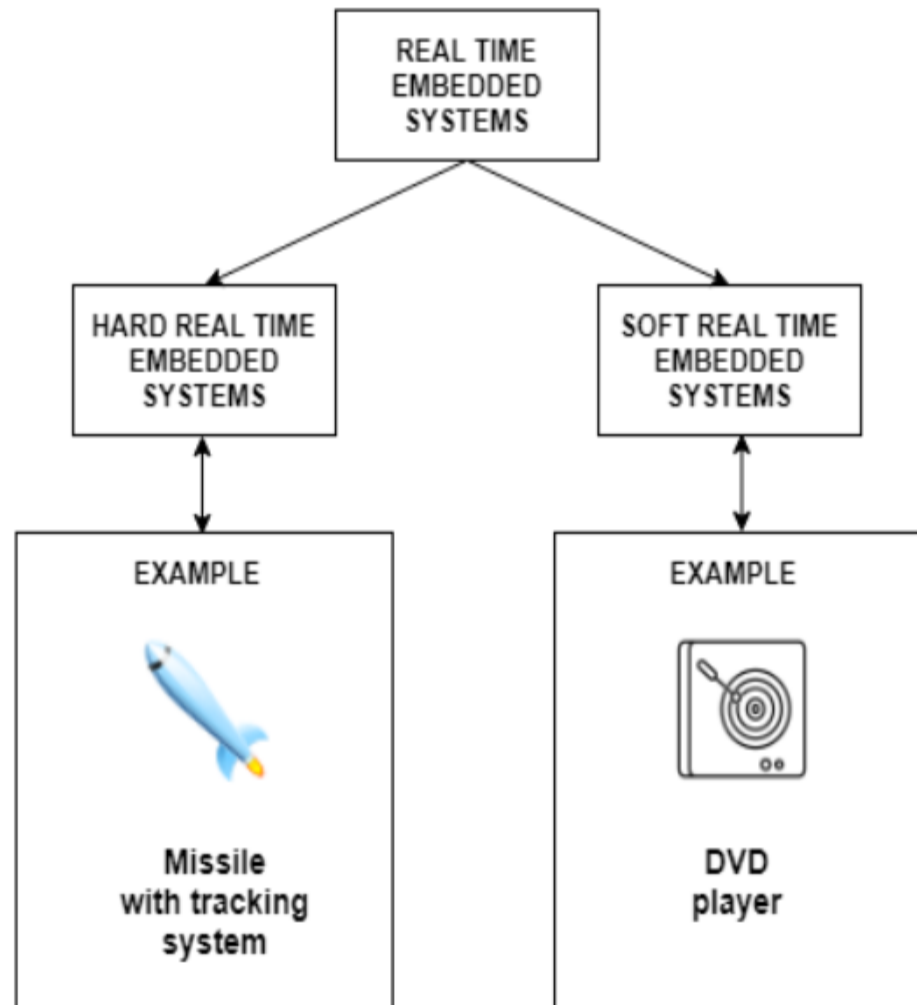 REAL TIME
EMBEDDED
SYSTEMS
HARD REAL TIME
EMBEDDED
SYSTEMS
SOFT REAL TIME
EMBEDDED
SYSTEMS
EXAMPLE
Missile
with tracking
system
EXAMPLE
DVD
player